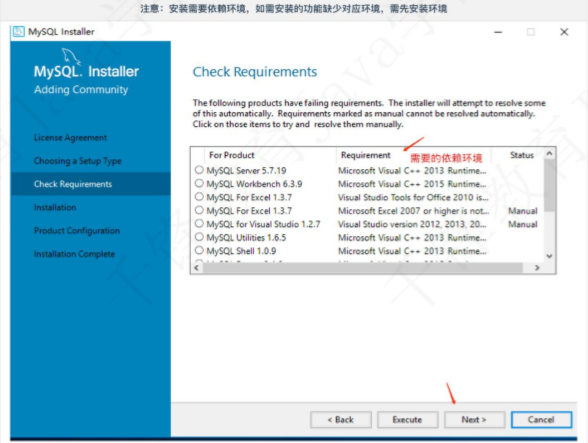 注意：安装需要依赖环境，如需安装的功能缺少对应环境，需先安装环境
MySQL Installer
MySQL. Installer
Adding Community
License Agreement
Choosing a Setup Type
Check Requirements
Installation
Product Configuration
Installation Complete
Check Requirements
The following products have failing requirements. The installer will attempt to resolve some
of this automatically. Requirements marked as manual cannot be resolved automatically.
Click on those items to try and resolve them manually.
For Product Requirement Status
需要的依赖环境
MySQL Server 5.7.19 Microsoft Visual C++ 2013 Runtime...
MySQL Workbench 6.3.9 Microsoft Visual C++ 2015 Runtime...
MySQL For Excel 1.3.7 Visual Studio Tools for Office 2010 is...
MySQL For Excel 1.3.7 Microsoft Excel 2007 or higher is not... Manual
MySQL for Visual Studio 1.2.7 Visual Studio version 2012, 2013, 20... Manual
MySQL Utilities 1.6.5 Microsoft Visual C++ 2013 Runtime...
MySQL Shell 1.0.9 Microsoft Visual C++ 2015 Runtime...
< Back Execute Next > Cancel